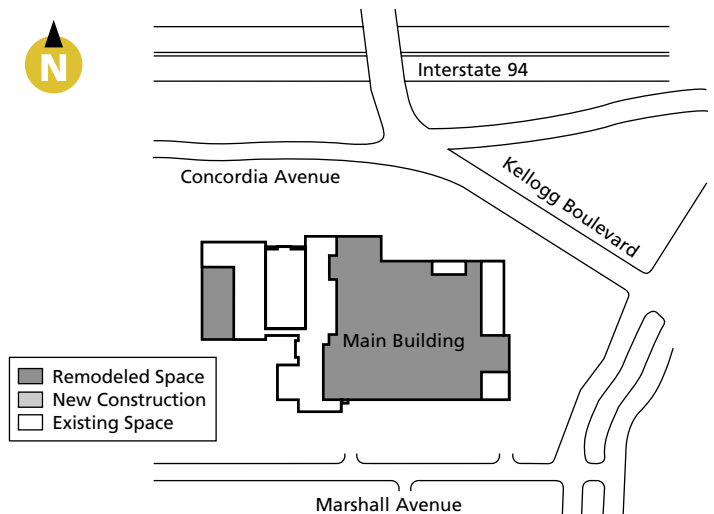 N
Interstate 94
Concordia Avenue
Kellogg Boulevard
Main Building
Remodeled Space
New Construction
Existing Space
Marshall Avenue